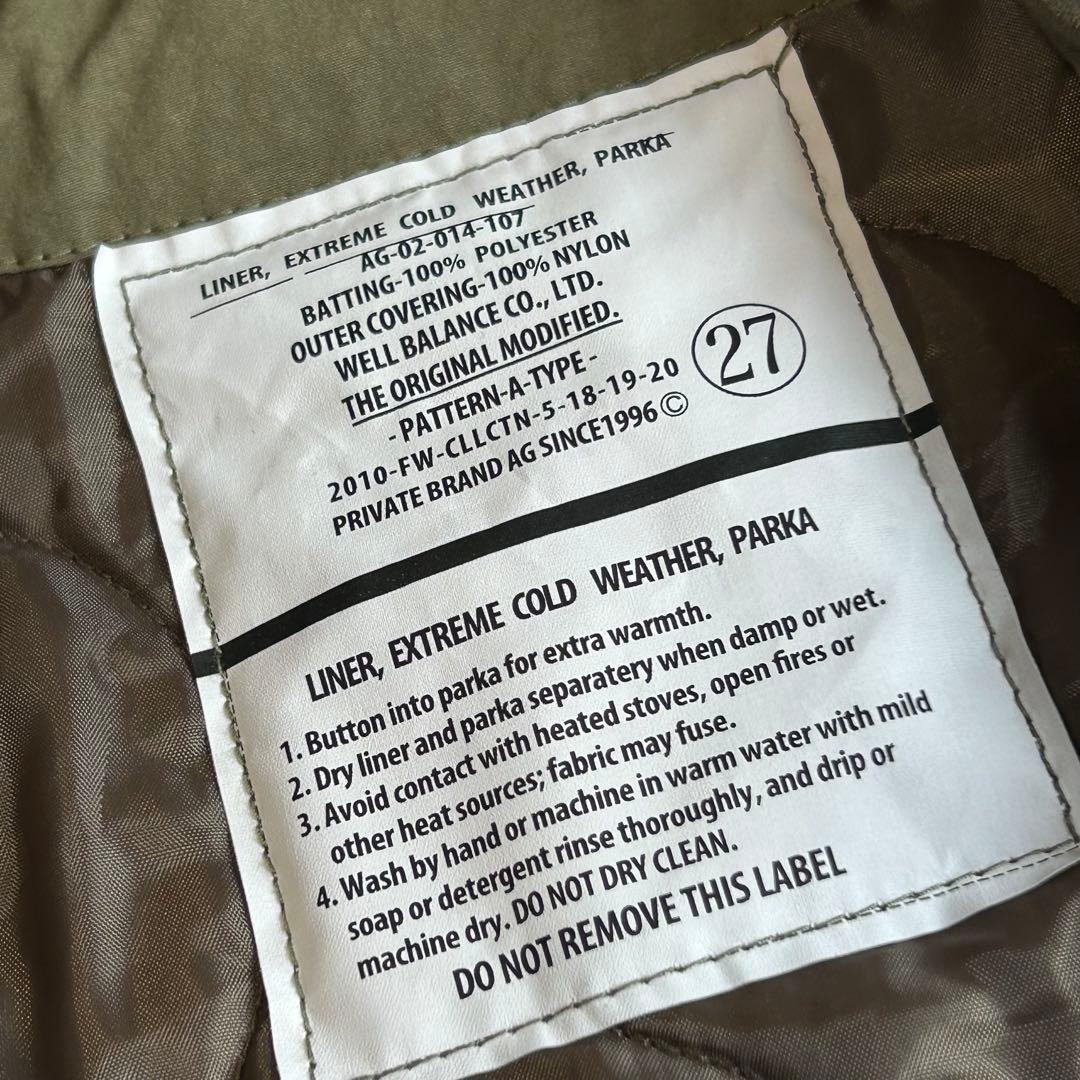 LINER, EXTREME COLD WEATHER, PARKA
AG-02-014-107
BATTING-100% POLYESTER
OUTER COVERING-100% NYLON
WELL BALANCE CO., LTD.
THE ORIGINAL MODIFIED.
- PATTERN-A-TYPE -
2010-FW-CLLCTN-5-18-19-20
PRIVATE BRAND AG SINCE1996 ©
27
LINER, EXTREME COLD WEATHER, PARKA
1. Button into parka for extra warmth.
2. Dry liner and parka separatery when damp or wet.
3. Avoid contact with heated stoves, open fires or
other heat sources; fabric may fuse.
4. Wash by hand or machine in warm water with mild
soap or detergent rinse thoroughly, and drip or
machine dry. DO NOT DRY CLEAN.
DO NOT REMOVE THIS LABEL